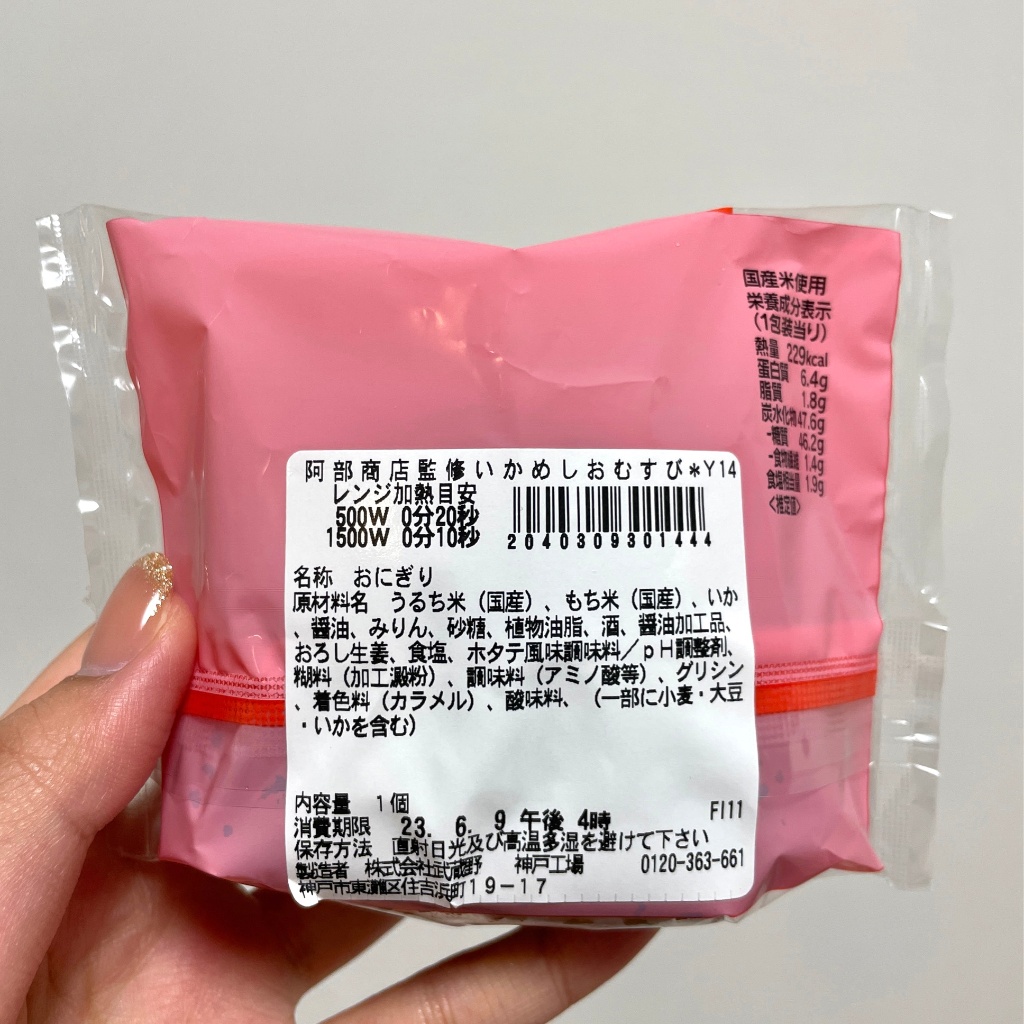 国産米使用
栄養成分表示
(1包装当り)
熱量 229kcal
蛋白質 6.4g
脂質 1.8g
炭水化物47.6g
-糖質 46.2g
-食物繊維 1.4g
食塩相当量 1.9g
<推定値>
阿部商店監修いかめしおむすび*Y14
レンジ加熱目安
500W 0分20秒
1500W 0分10秒
2040309301444
名称 おにぎり
原材料名 うるち米(国産)、もち米(国産)、いか
、醤油、みりん、砂糖、植物油脂、酒、醤油加工品、
おろし生姜、食塩、ホタテ風味調味料/pH調整剤、
糊料(加工澱粉)、調味料(アミノ酸等)、グリシン
、着色料(カラメル)、酸味料、(一部に小麦・大豆
・いかを含む)
内容量 1個
FI11
消費期限 23. 6. 9 午後 4時
保存方法 直射日光及び高温多湿を避けて下さい
製造者 株式会社武蔵野 神戸工場 0120-363-661
神戸市東灘区住吉浜町19-17